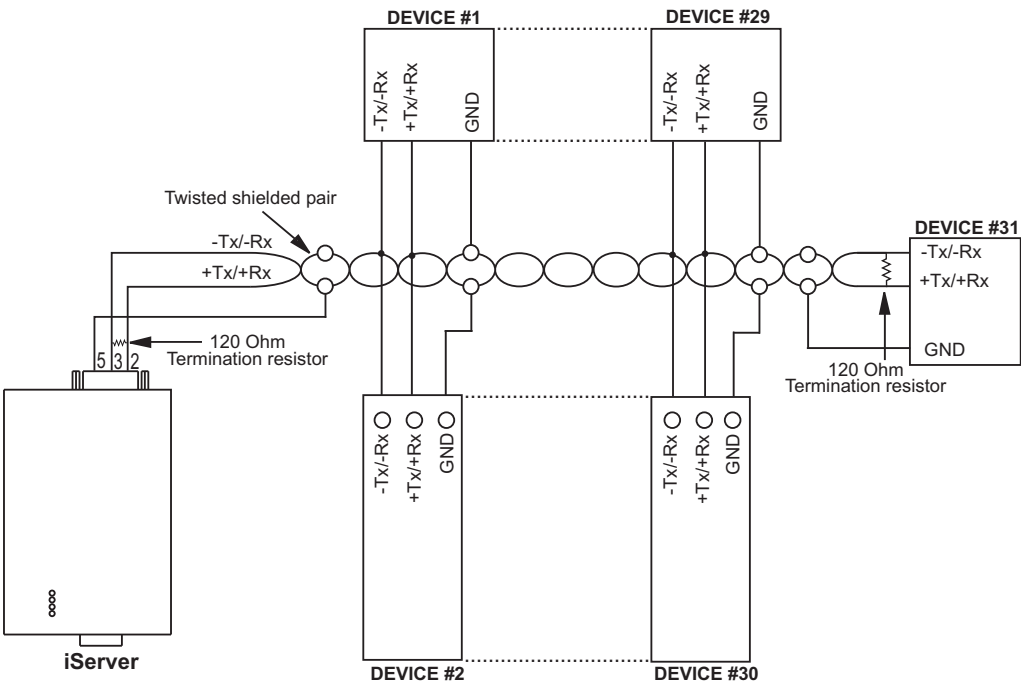 DEVICE #1
DEVICE #29
-Tx/-Rx
+Tx/+Rx
GND
-Tx/-Rx
+Tx/+Rx
GND
Twisted shielded pair
-Tx/-Rx
+Tx/+Rx
DEVICE #31
-Tx/-Rx
+Tx/+Rx
GND
120 Ohm
Termination resistor
120 Ohm
Termination resistor
5 3 2
-Tx/-Rx
+Tx/+Rx
GND
-Tx/-Rx
+Tx/+Rx
GND
iServer
DEVICE #2
DEVICE #30